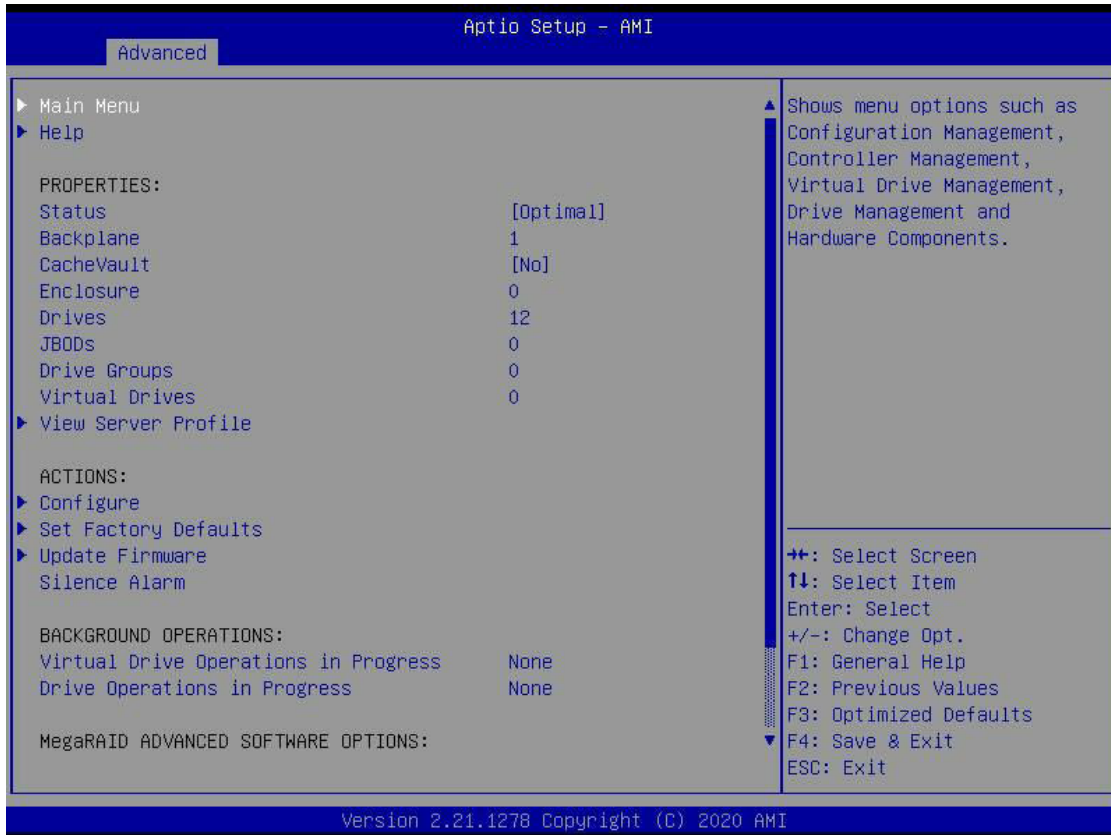 Aptio Setup – AMI
Advanced
Main Menu
Help
PROPERTIES:
Status [Optimal]
Backplane 1
CacheVault [No]
Enclosure 0
Drives 12
JBODs 0
Drive Groups 0
Virtual Drives 0
View Server Profile
ACTIONS:
Configure
Set Factory Defaults
Update Firmware
Silence Alarm
BACKGROUND OPERATIONS:
Virtual Drive Operations in Progress None
Drive Operations in Progress None
MegaRAID ADVANCED SOFTWARE OPTIONS:
Shows menu options such as
Configuration Management,
Controller Management,
Virtual Drive Management,
Drive Management and
Hardware Components.
→←: Select Screen
↑↓: Select Item
Enter: Select
+/-: Change Opt.
F1: General Help
F2: Previous Values
F3: Optimized Defaults
F4: Save & Exit
ESC: Exit
Version 2.21.1278 Copyright (C) 2020 AMI